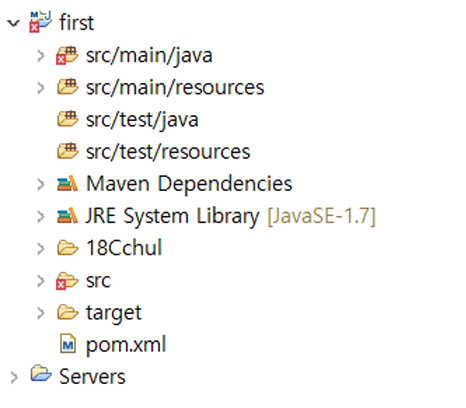 first
src/main/java
src/main/resources
src/test/java
src/test/resources
Maven Dependencies
JRE System Library [JavaSE-1.7]
18Cchul
src
target
pom.xml
Servers